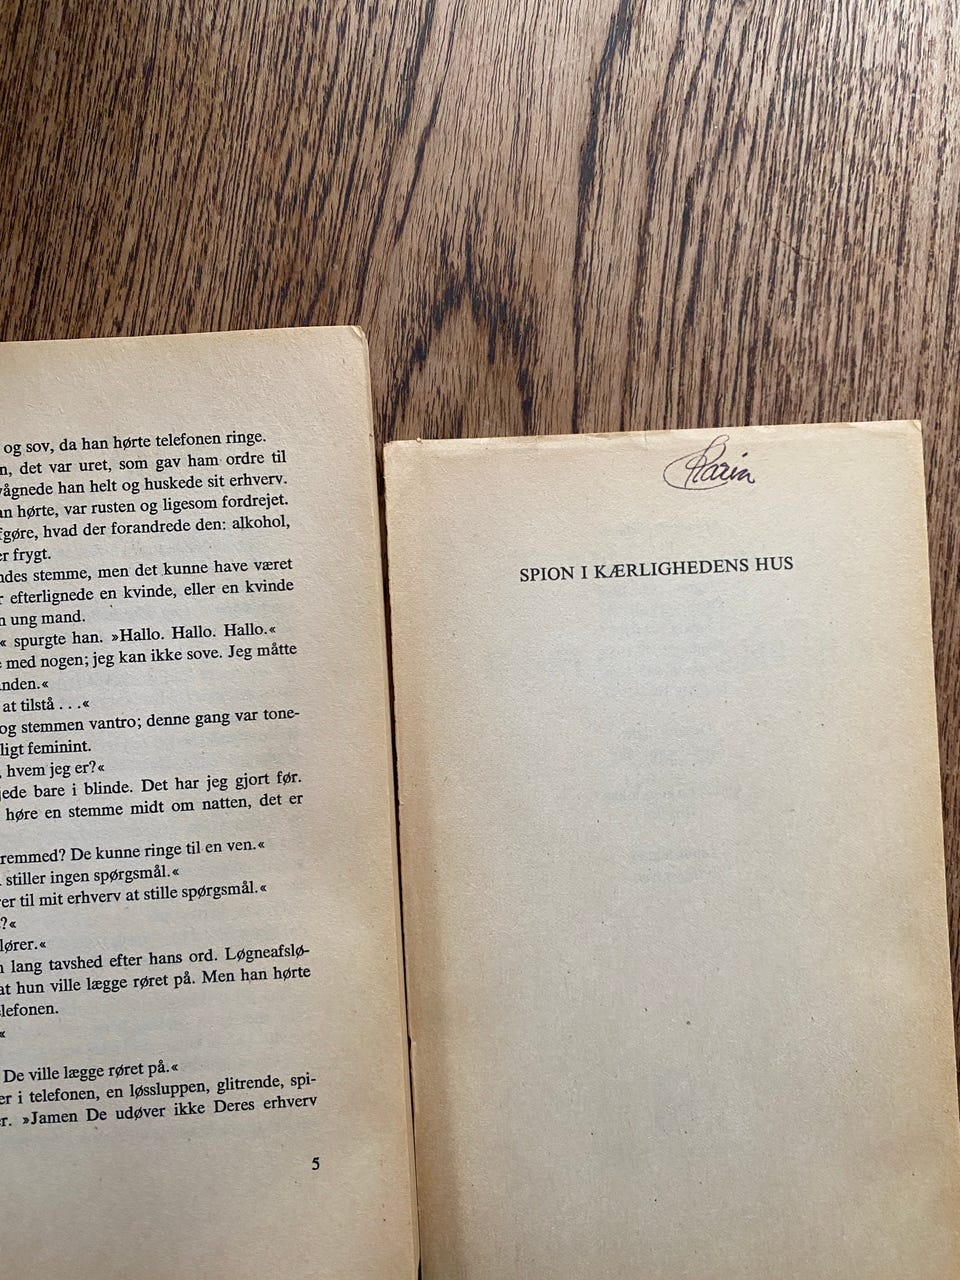 og sov, da han hørte telefonen ringe.
n, det var uret, som gav ham ordre til
vågnede han helt og huskede sit erhverv.
an hørte, var rusten og ligesom fordrejet.
fgøre, hvad der forandrede den: alkohol,
er frygt.
ndes stemme, men det kunne have været
r efterlignede en kvinde, eller en kvinde
n ung mand.
« spurgte han. »Hallo. Hallo. Hallo.«
e med nogen; jeg kan ikke sove. Jeg måtte
nden.«
at tilstå . . .«
og stemmen vantro; denne gang var tone-
ligt feminint.
, hvem jeg er?«
jede bare i blinde. Det har jeg gjort før.
høre en stemme midt om natten, det er
remmed? De kunne ringe til en ven.«
stiller ingen spørgsmål.«
er til mit erhverv at stille spørgsmål.«
?«
lører.«
n lang tavshed efter hans ord. Løgneafslø-
at hun ville lægge røret på. Men han hørte
lefonen.
«
De ville lægge røret på.«
er i telefonen, en løssluppen, glitrende, spi-
r. »Jamen De udøver ikke Deres erhverv
5
Karin
SPION I KÆRLIGHEDENS HUS